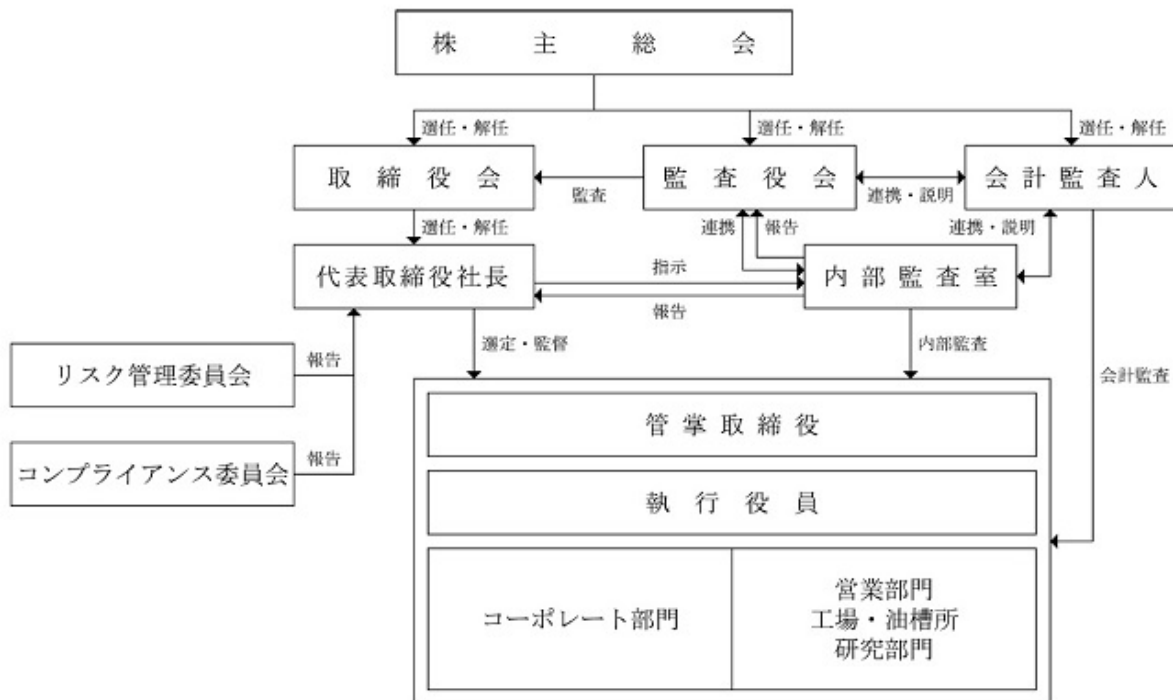 株主総会
選任・解任
選任・解任
選任・解任
取締役会
監査
監査役会
連携・説明
会計監査人
選任・解任
連携
報告
連携・説明
代表取締役社長
指示
報告
内部監査室
選定・監督
内部監査
会計監査
リスク管理委員会
報告
コンプライアンス委員会
報告
管掌取締役
執行役員
コーポレート部門
営業部門
工場・油槽所
研究部門